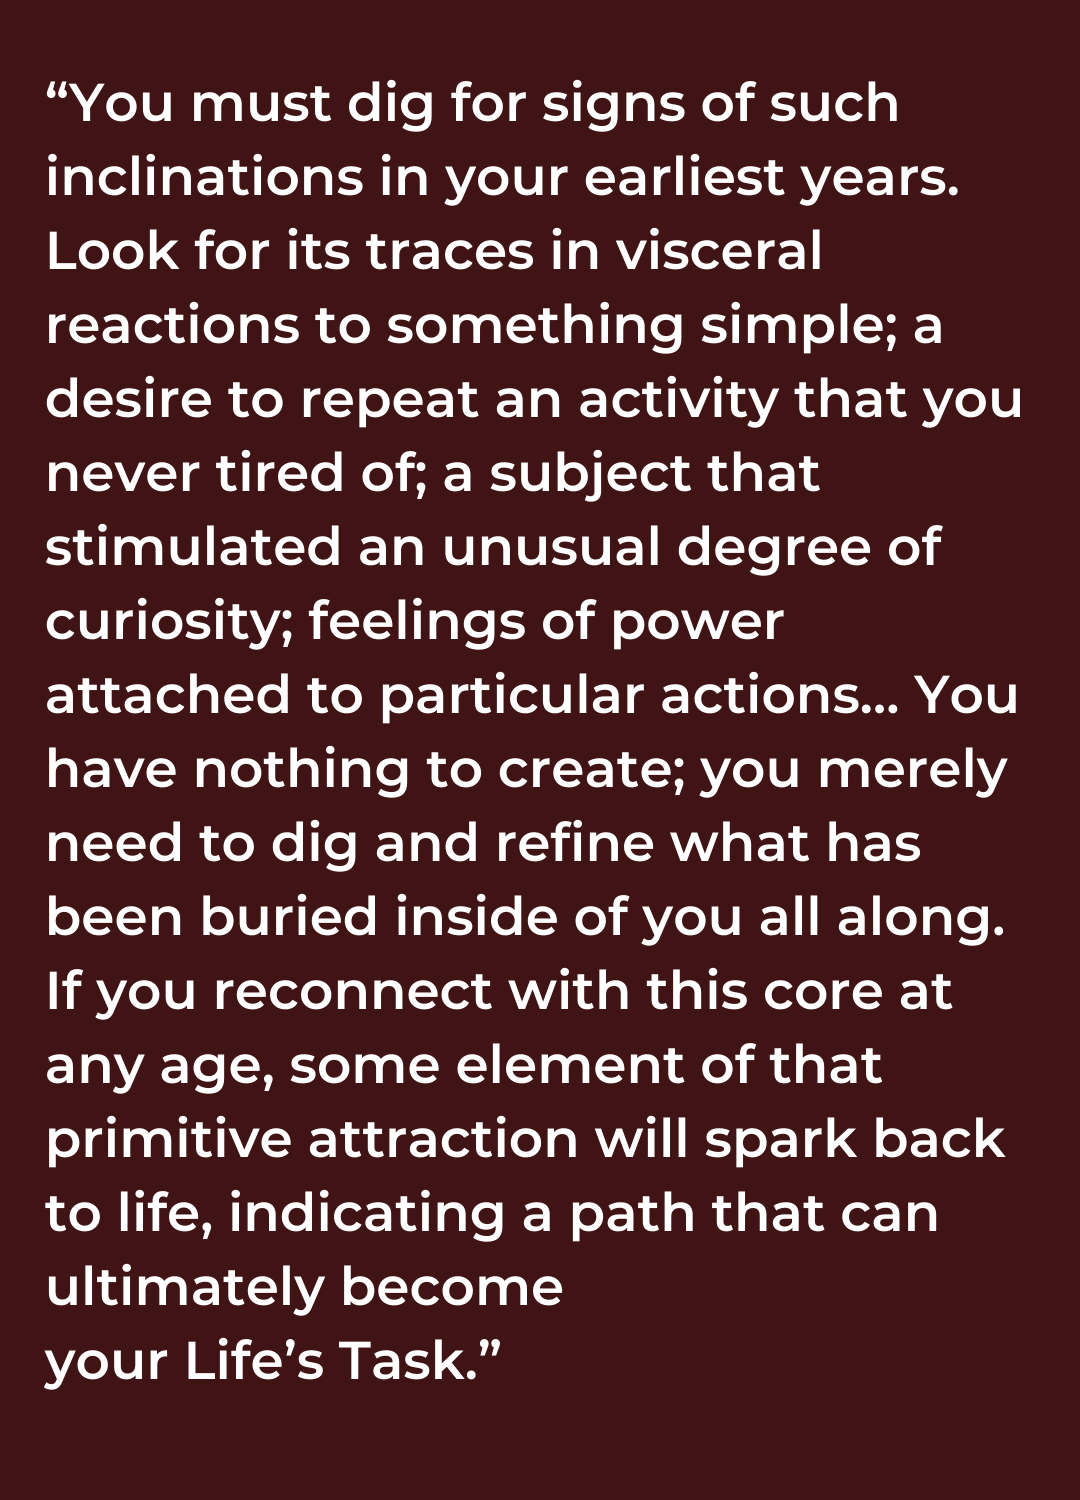 “You must dig for signs of such
inclinations in your earliest years.
Look for its traces in visceral
reactions to something simple; a
desire to repeat an activity that you
never tired of; a subject that
stimulated an unusual degree of
curiosity; feelings of power
attached to particular actions... You
have nothing to create; you merely
need to dig and refine what has
been buried inside of you all along.
If you reconnect with this core at
any age, some element of that
primitive attraction will spark back
to life, indicating a path that can
ultimately become
your Life’s Task.”